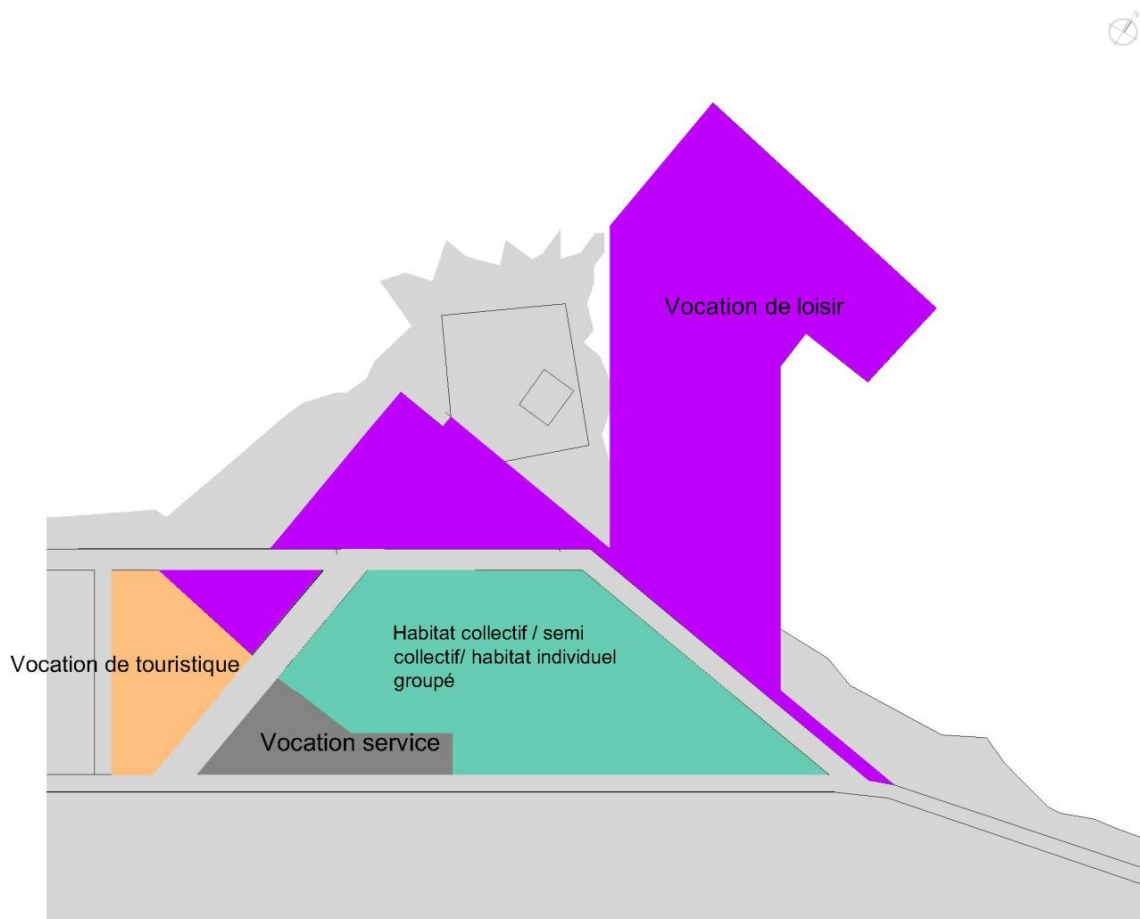 N
Vocation de loisir
Habitat collectif / semi
collectif/ habitat individuel
groupé
Vocation de touristique
Vocation service